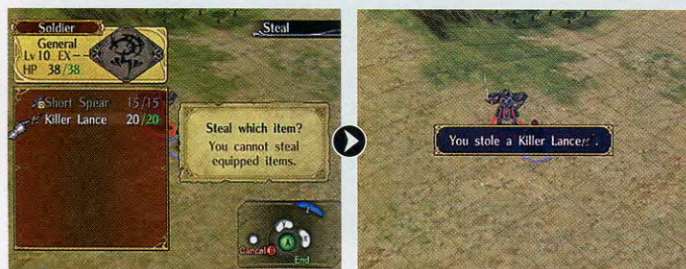 Soldier
General
Lv 10 EX--
HP 38/38
Short Spear 15/15
Killer Lance 20/20
Steal
Steal which item?
You cannot steal
equipped items.
Y
X
A
Cancel B
End
You stole a Killer Lance.